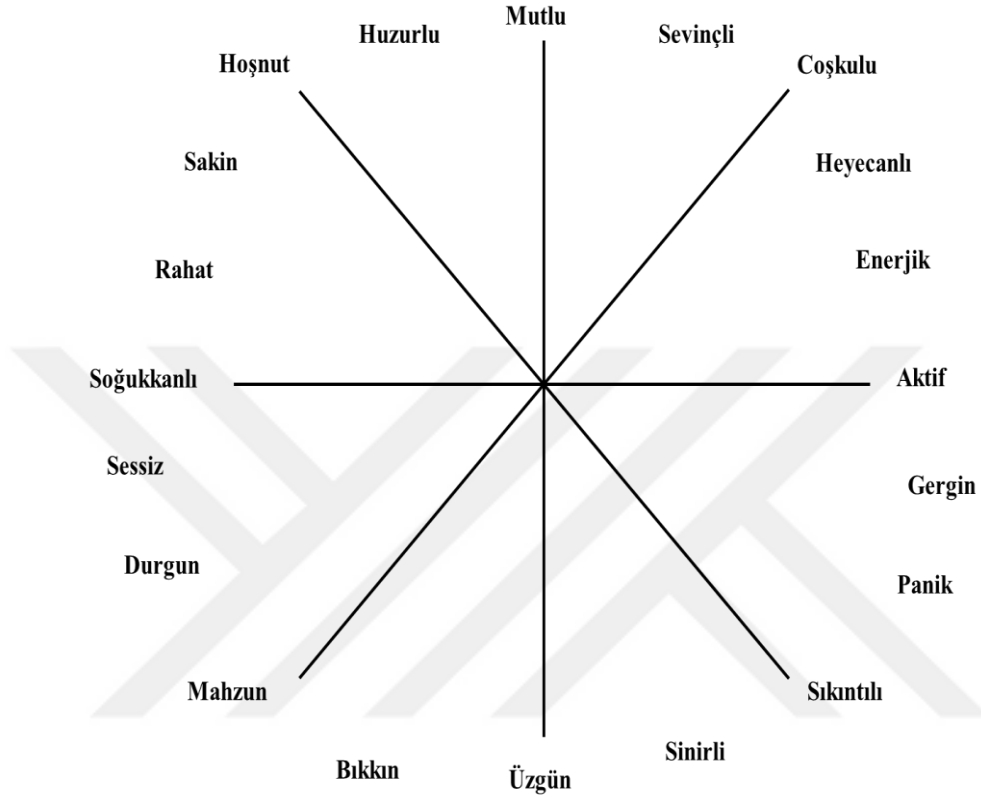 Mutlu
Huzurlu
Sevinçli
Hoşnut
Coşkulu
Sakin
Heyecanlı
Rahat
Enerjik
Soğukkanlı
Aktif
Sessiz
Gergin
Durgun
Panik
Mahzun
Sıkıntılı
Bıkkın
Sinirli
Üzgün